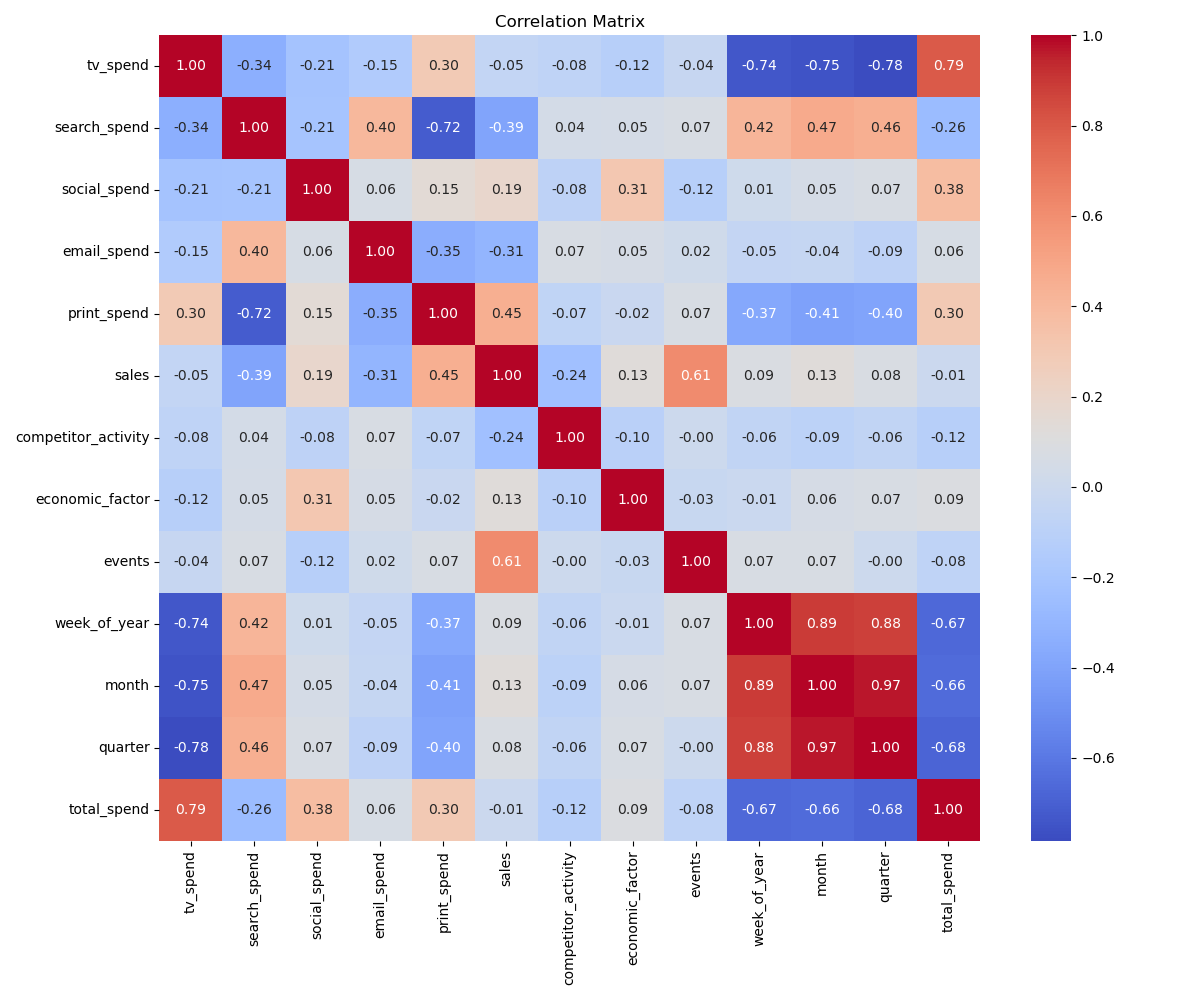 Correlation Matrix
tv_spend 1.00 -0.34 -0.21 -0.15 0.30 -0.05 -0.08 -0.12 -0.04 -0.74 -0.75 -0.78 0.79
search_spend -0.34 1.00 -0.21 0.40 -0.72 -0.39 0.04 0.05 0.07 0.42 0.47 0.46 -0.26
social_spend -0.21 -0.21 1.00 0.06 0.15 0.19 -0.08 0.31 -0.12 0.01 0.05 0.07 0.38
email_spend -0.15 0.40 0.06 1.00 -0.35 -0.31 0.07 0.05 0.02 -0.05 -0.04 -0.09 0.06
print_spend 0.30 -0.72 0.15 -0.35 1.00 0.45 -0.07 -0.02 0.07 -0.37 -0.41 -0.40 0.30
sales -0.05 -0.39 0.19 -0.31 0.45 1.00 -0.24 0.13 0.61 0.09 0.13 0.08 -0.01
competitor_activity -0.08 0.04 -0.08 0.07 -0.07 -0.24 1.00 -0.10 -0.00 -0.06 -0.09 -0.06 -0.12
economic_factor -0.12 0.05 0.31 0.05 -0.02 0.13 -0.10 1.00 -0.03 -0.01 0.06 0.07 0.09
events -0.04 0.07 -0.12 0.02 0.07 0.61 -0.00 -0.03 1.00 0.07 0.07 -0.00 -0.08
week_of_year -0.74 0.42 0.01 -0.05 -0.37 0.09 -0.06 -0.01 0.07 1.00 0.89 0.88 -0.67
month -0.75 0.47 0.05 -0.04 -0.41 0.13 -0.09 0.06 0.07 0.89 1.00 0.97 -0.66
quarter -0.78 0.46 0.07 -0.09 -0.40 0.08 -0.06 0.07 -0.00 0.88 0.97 1.00 -0.68
total_spend 0.79 -0.26 0.38 0.06 0.30 -0.01 -0.12 0.09 -0.08 -0.67 -0.66 -0.68 1.00
tv_spend
search_spend
social_spend
email_spend
print_spend
sales
competitor_activity
economic_factor
events
week_of_year
month
quarter
total_spend
1.0
0.8
0.6
0.4
0.2
0.0
−0.2
−0.4
−0.6